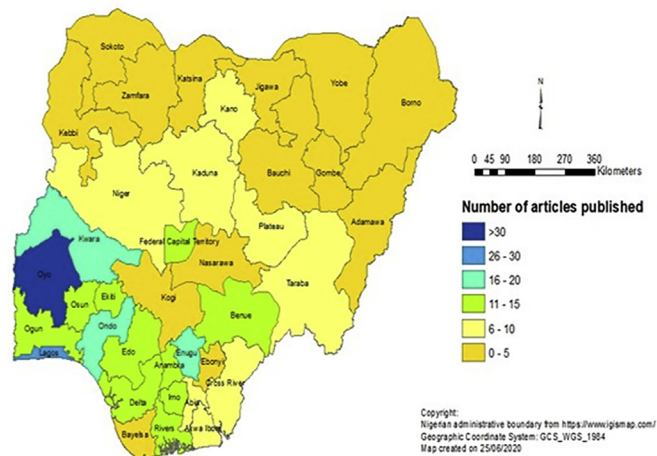 Sokoto
Katsina
Zamfara
Jigawa
Yobe
Kano
Borno
Kebbi
Kaduna
Bauchi
Gombe
Niger
Adamawa
Plateau
Kwara
Federal Capital Territory
Nasarawa
Oyo
Taraba
Kogi
Ekiti
Osun
Benue
Ogun
Ondo
Lagos
Edo
Enugu
Ebonyi
Anambra
Cross River
Imo
Abia
Delta
Rivers
Akwa Ibom
Bayelsa
N
0 45 90 180 270 360
Kilometers
Number of articles published
>30
26 - 30
16 - 20
11 - 15
6 - 10
0 - 5
Copyright:
Nigerian administrative boundary from https://www.igismap.com/
Geographic Coordinate System: GCS_WGS_1984
Map created on 25/06/2020